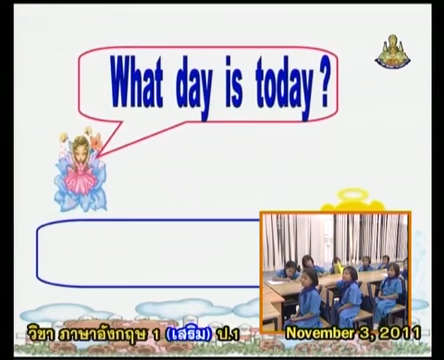 What day is today ?
วิชา ภาษาอังกฤษ 1 (เสริม) ป.1
November 3, 2011